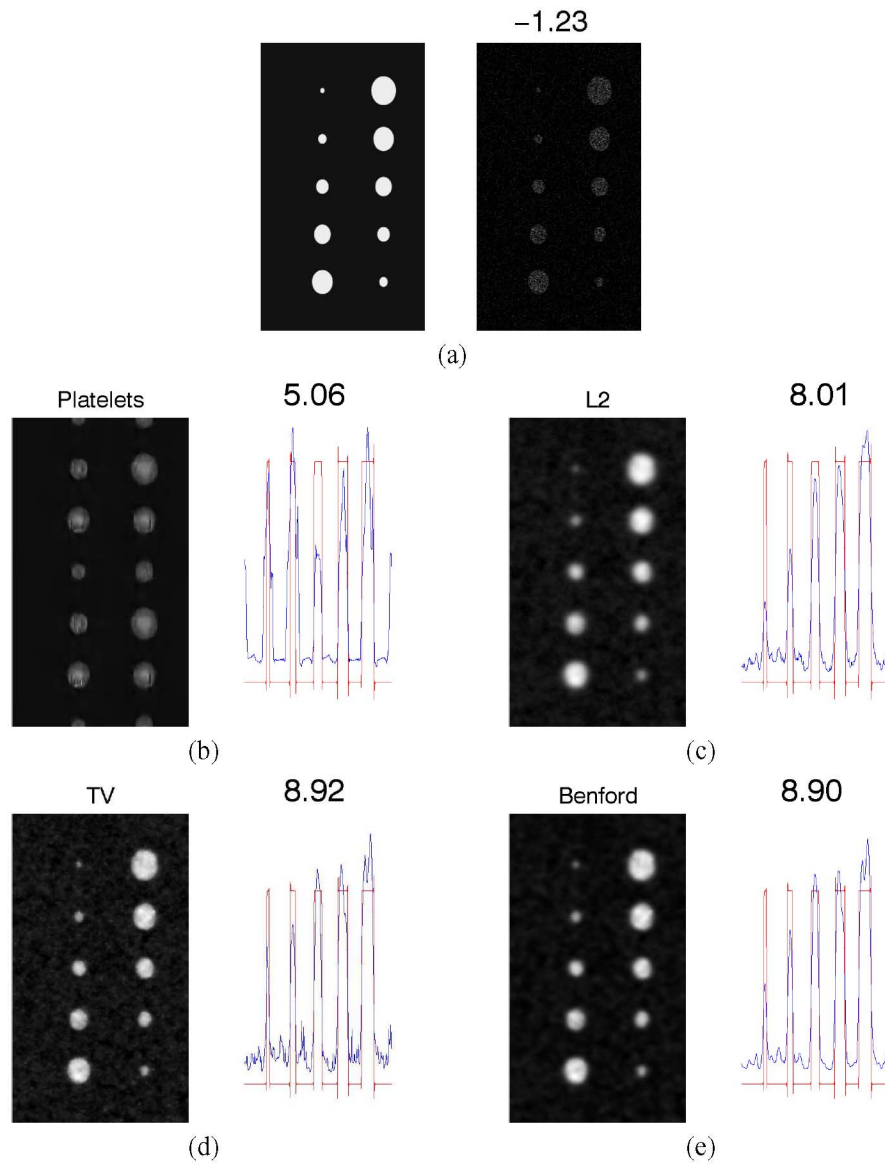 −1.23
(a)
Platelets
5.06
L2
8.01
(b)
(c)
TV
8.92
Benford
8.90
(d)
(e)